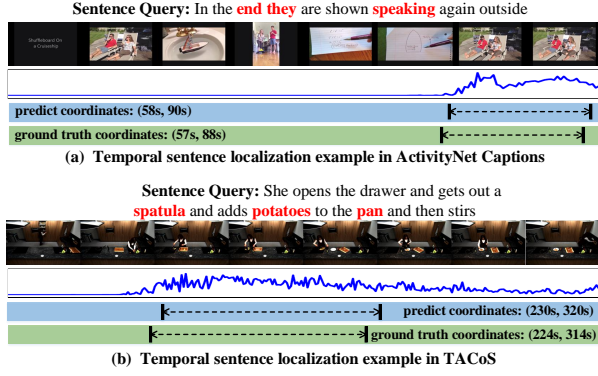 Sentence Query: In the end they are shown speaking again outside
Shuffleboard On
a Cruiseship
predict coordinates: (58s, 90s)
ground truth coordinates: (57s, 88s)
(a) Temporal sentence localization example in ActivityNet Captions
Sentence Query: She opens the drawer and gets out a
spatula and adds potatoes to the pan and then stirs
predict coordinates: (230s, 320s)
ground truth coordinates: (224s, 314s)
(b) Temporal sentence localization example in TACoS